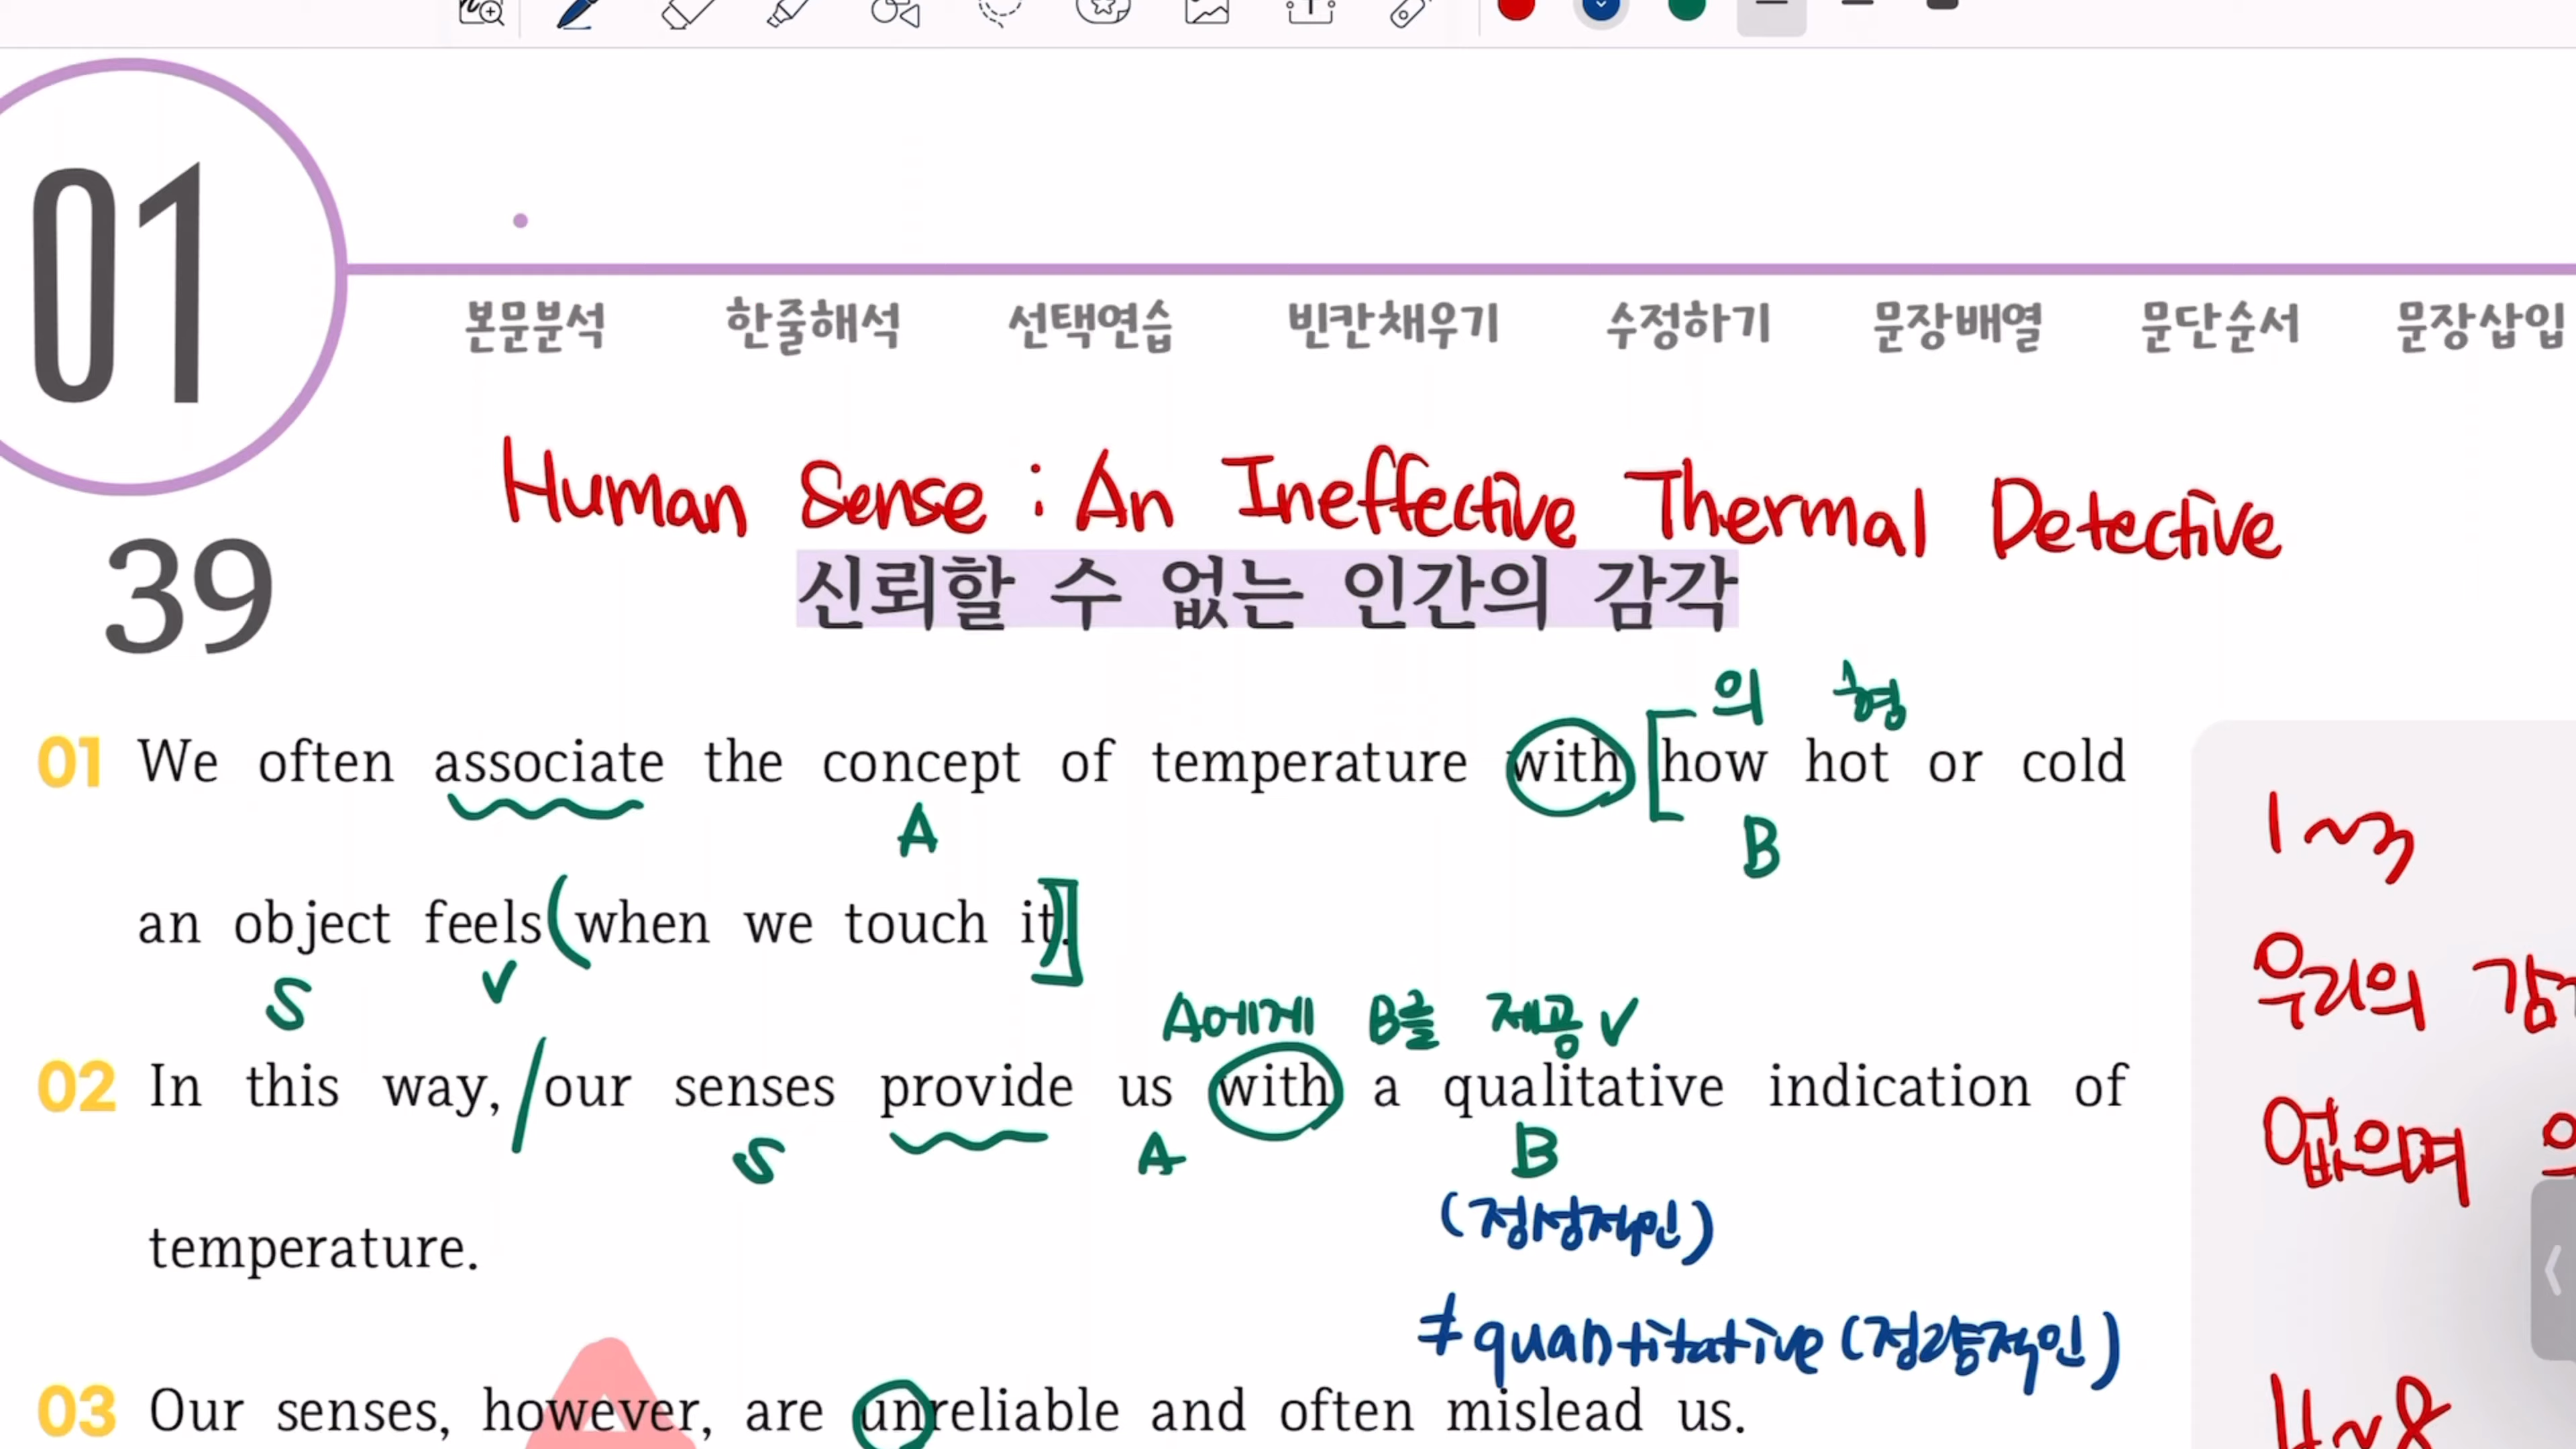 01
본문분석 한줄해석 선택연습 빈칸채우기 수정하기 문장배열 문단순서 문장삽입
Human Sense : An Ineffective Thermal Detective
39
신뢰할 수 없는 인간의 감각
의 형
01 We often associate the concept of temperature with [how hot or cold
A B
an object feels (when we touch it).]
S V
A에게 B를 제공 V
02 In this way, / our senses provide us with a qualitative indication of
S A B
(정성적인)
temperature.
≠ quantitative (정량적인)
03 Our senses, however, are unreliable and often mislead us.
1~3
우리의
없으며
4~8